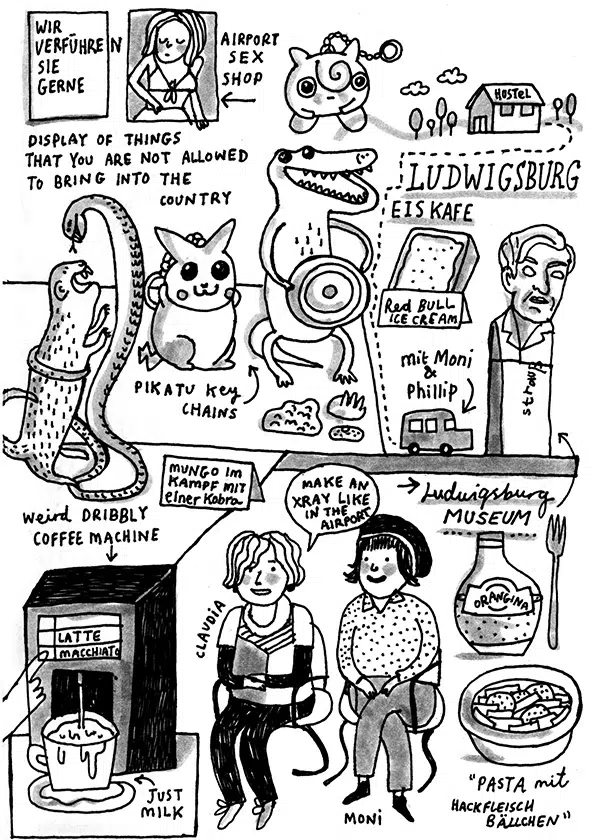 WIR
VERFÜHREN
SIE
GERNE
AIRPORT
SEX
SHOP
HOSTEL
DISPLAY OF THINGS
THAT YOU ARE NOT ALLOWED
TO BRING INTO THE
COUNTRY
LUDWIGSBURG
EISKAFE
Red BULL
ICE CREAM
mit Moni
&
Phillip
stroup
PIKATU Key
CHAINS
MUNGO IM
KAMPF MIT
einer Kobra
Weird DRIBBLY
COFFEE MACHINE
MAKE AN
XRAY LIKE
IN THE
AIRPORT
Ludwigsburg
MUSEUM
ORANGINA
LATTE
MACCHIATO
CLAUDIA
JUST
MILK
MONI
"PASTA mit
HACKFLEISCH
BÄLLCHEN"